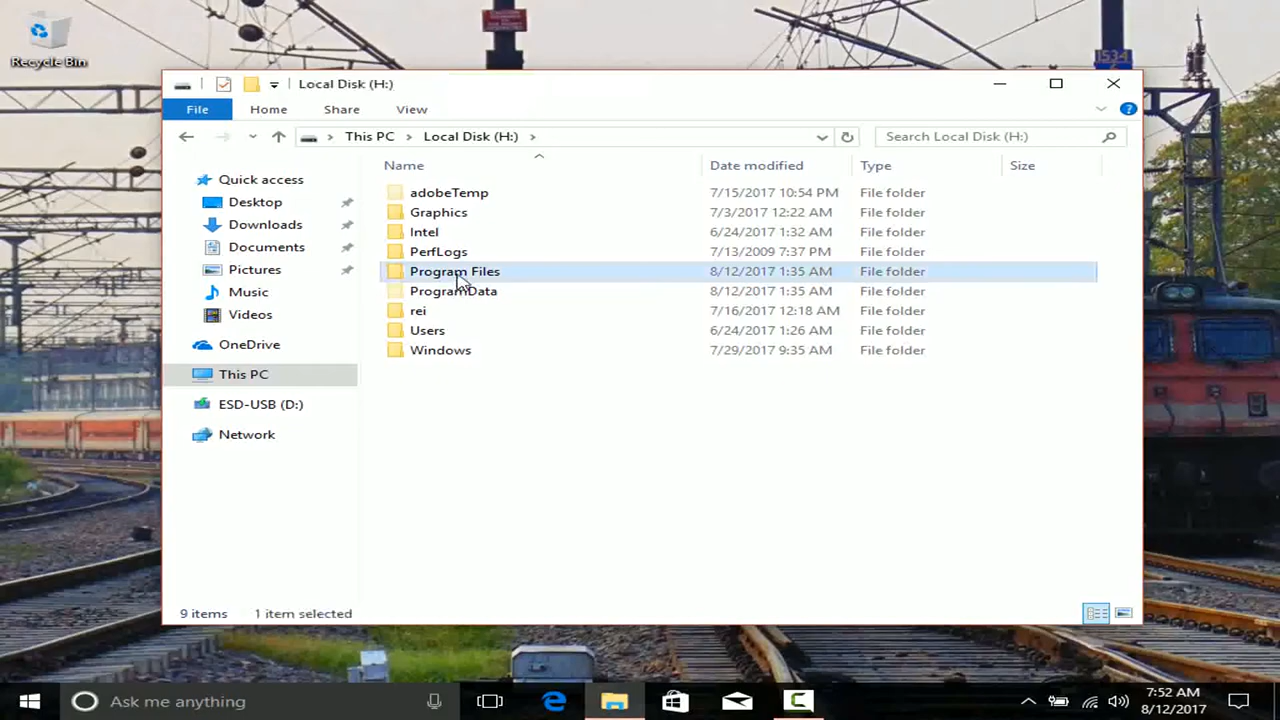 1534
Recycle Bin
Local Disk (H:)
File Home Share View
This PC Local Disk (H:) Search Local Disk (H:)
Name Date modified Type Size
Quick access
Desktop
Downloads
Documents
Pictures
Music
Videos
OneDrive
This PC
ESD-USB (D:)
Network
adobeTemp 7/15/2017 10:54 PM File folder
Graphics 7/3/2017 12:22 AM File folder
Intel 6/24/2017 1:32 AM File folder
PerfLogs 7/13/2009 7:37 PM File folder
Program Files 8/12/2017 1:35 AM File folder
ProgramData 8/12/2017 1:35 AM File folder
rei 7/16/2017 12:18 AM File folder
Users 6/24/2017 1:26 AM File folder
Windows 7/29/2017 9:35 AM File folder
9 items 1 item selected
Ask me anything
7:52 AM
8/12/2017